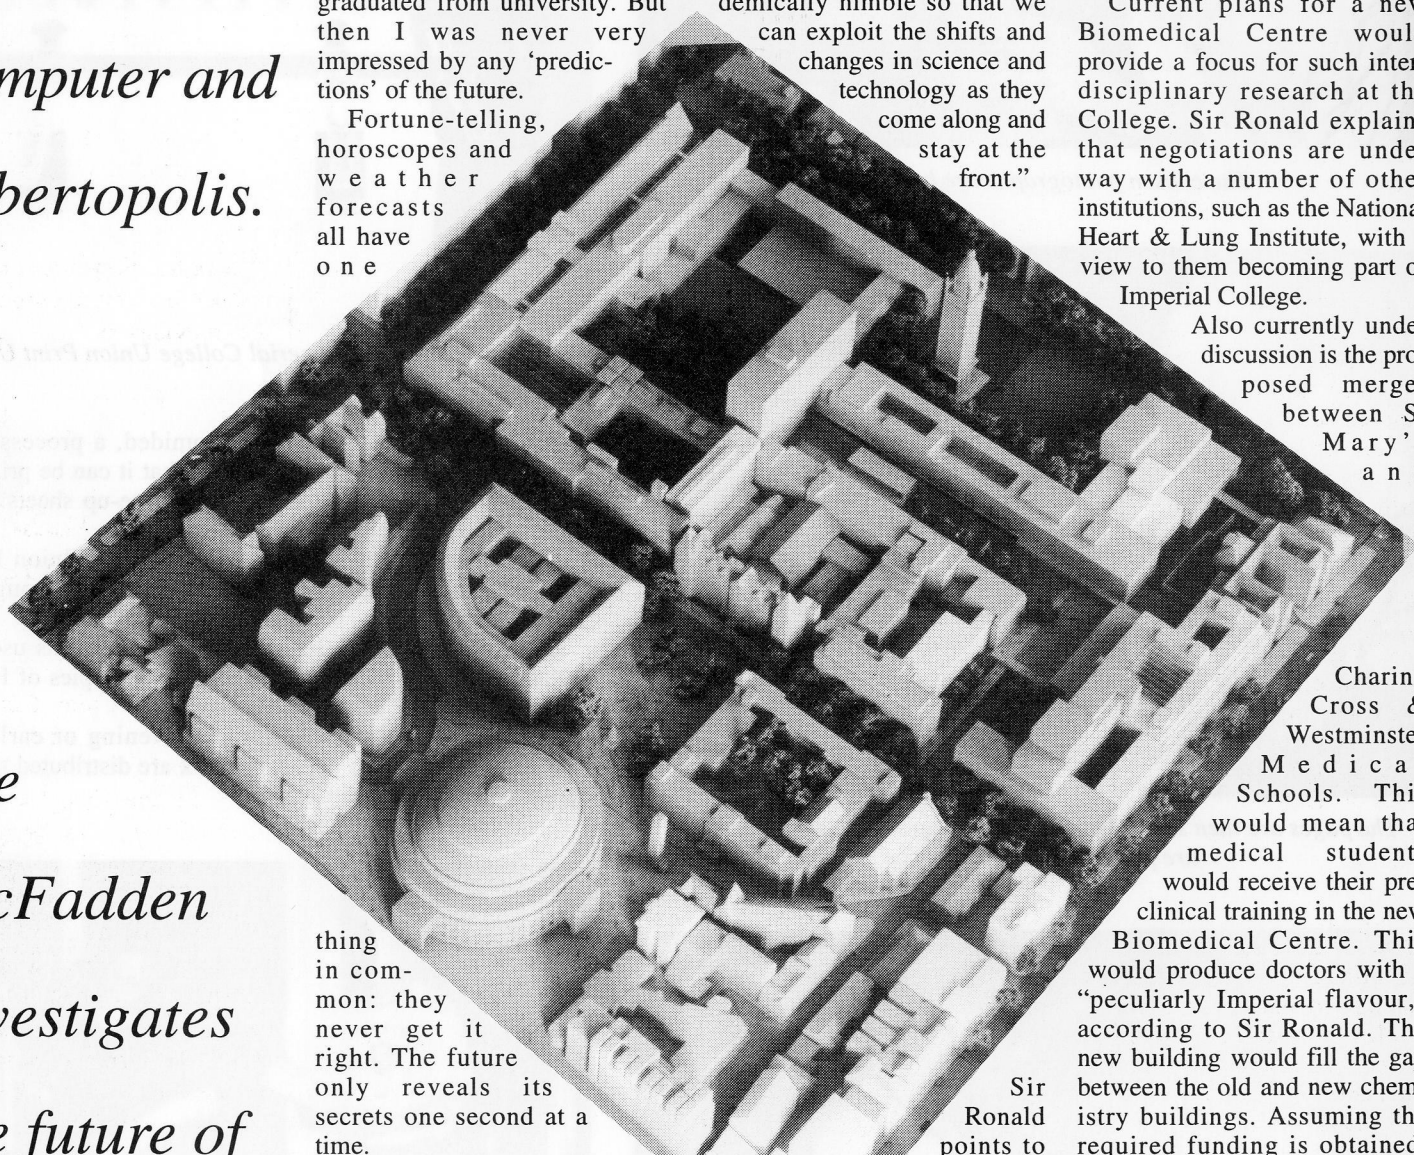 mputer and
bertopolis.
e
cFadden
vestigates
e future of
graduated from university. But
then I was never very
impressed by any ‘predic-
tions’ of the future.
Fortune-telling,
horoscopes and
weather
forecasts
all have
one
thing
in com-
mon: they
never get it
right. The future
only reveals its
secrets one second at a
time.
demically nimble so that we
can exploit the shifts and
changes in science and
technology as they
come along and
stay at the
front.”
Sir
Ronald
points to
Current plans for a new
Biomedical Centre woul
provide a focus for such inter
disciplinary research at th
College. Sir Ronald explain
that negotiations are unde
way with a number of othe
institutions, such as the Nationa
Heart & Lung Institute, with
view to them becoming part o
Imperial College.
Also currently unde
discussion is the pro
posed merge
between S
Mary’
an
Charin
Cross &
Westminste
Medica
Schools. Thi
would mean tha
medical student
would receive their pre
clinical training in the new
Biomedical Centre. Thi
would produce doctors with
“peculiarly Imperial flavour,
according to Sir Ronald. Th
new building would fill the ga
between the old and new chem
istry buildings. Assuming th
required funding is obtained